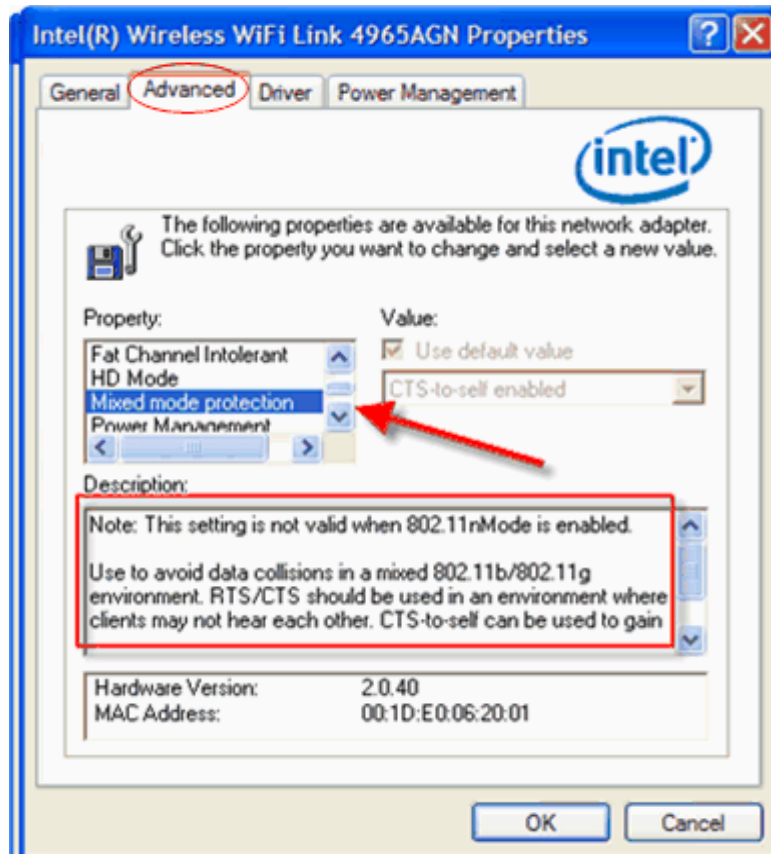 Intel(R) Wireless WiFi Link 4965AGN Properties
General Advanced Driver Power Management
intel
The following properties are available for this network adapter.
Click the property you want to change and select a new value.
Property:
Fat Channel Intolerant
HD Mode
Mixed mode protection
Power Management
Value:
Use default value
CTS-to-self enabled
Description:
Note: This setting is not valid when 802.11nMode is enabled.
Use to avoid data collisions in a mixed 802.11b/802.11g
environment. RTS/CTS should be used in an environment where
clients may not hear each other. CTS-to-self can be used to gain
Hardware Version: 2.0.40
MAC Address: 00:1D:E0:06:20:01
OK Cancel